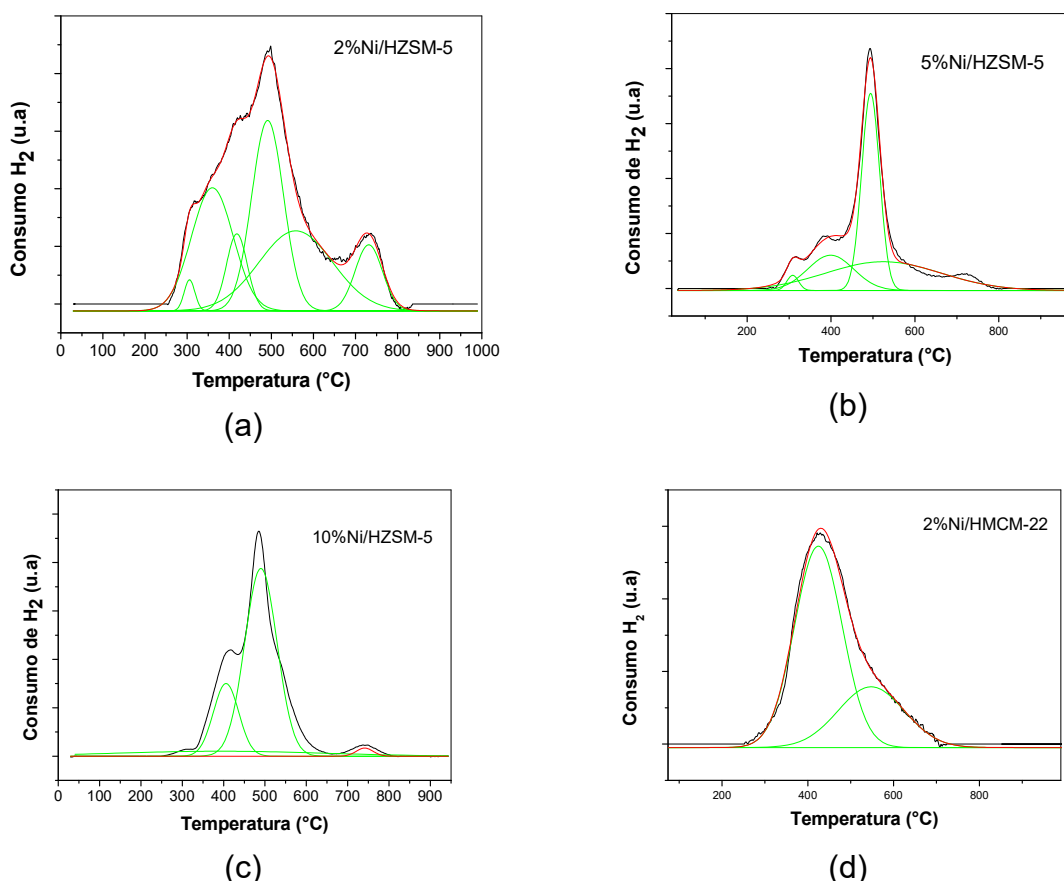 2%Ni/HZSM-5
Consumo H2 (u.a)
0 100 200 300 400 500 600 700 800 900 1000
Temperatura (°C)
(a)
5%Ni/HZSM-5
Consumo de H2 (u.a)
200 400 600 800
Temperatura (°C)
(b)
10%Ni/HZSM-5
Consumo de H2 (u.a)
0 100 200 300 400 500 600 700 800 900
Temperatura (°C)
(c)
2%Ni/HMCM-22
Consumo H2 (u.a)
200 400 600 800
Temperatura (°C)
(d)